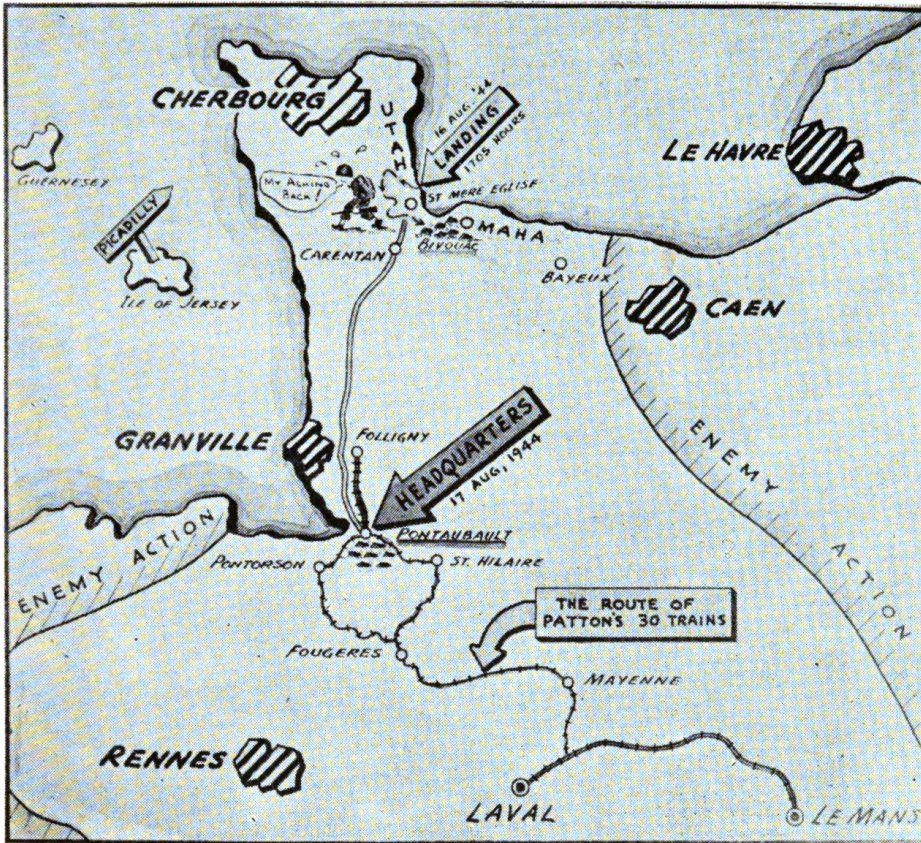 CHERBOURG
UTAH
16 AUG. '44
LANDING
1705 HOURS
LE HAVRE
GUERNESEY
MY ACHING
BACK!
ST MERE EGLISE
PICADILLY
OMAHA
BIVOUAC
CARENTAN
BAYEUX
ILE OF JERSEY
CAEN
GRANVILLE
FOLLIGNY
HEADQUARTERS
17 AUG, 1944
ENEMY ACTION
PONTAUBAULT
ENEMY ACTION
PONTORSON
ST. HILAIRE
THE ROUTE OF
PATTON'S 30 TRAINS
FOUGERES
MAYENNE
RENNES
LAVAL
LE MANS